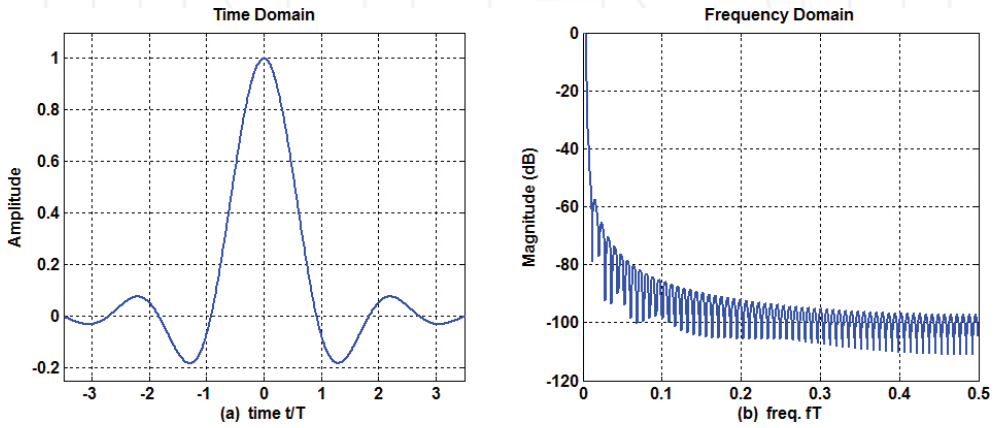 Time Domain
1
0.8
0.6
0.4
0.2
0
-0.2
Amplitude
-3 -2 -1 0 1 2 3
(a) time t/T
Frequency Domain
0
-20
-40
-60
-80
-100
-120
Magnitude (dB)
0 0.1 0.2 0.3 0.4 0.5
(b) freq. fT